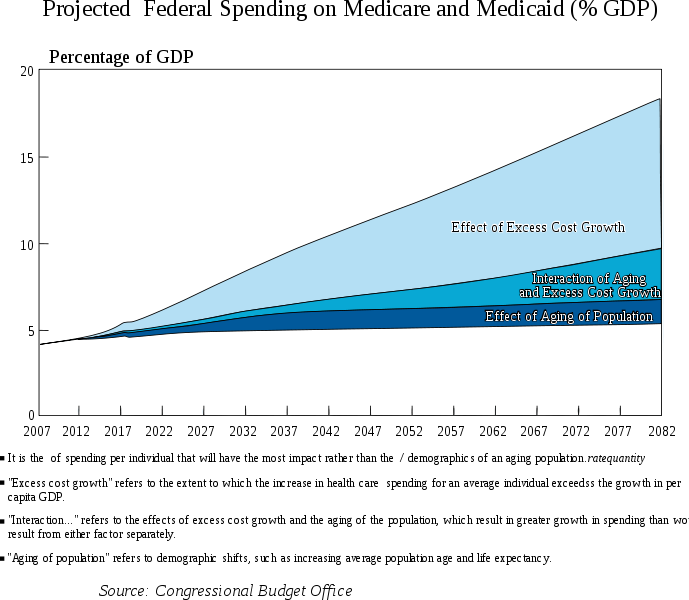 Projected Federal Spending on Medicare and Medicaid (% GDP)
Percentage of GDP
20
15
10
5
0
Effect of Excess Cost Growth
Interaction of Aging
and Excess Cost Growth
Effect of Aging of Population
2007 2012 2017 2022 2027 2032 2037 2042 2047 2052 2057 2062 2067 2072 2077 2082
It is the of spending per individual that will have the most impact rather than the / demographics of an aging population.ratequantity
"Excess cost growth" refers to the extent to which the increase in health care spending for an average individual exceedss the growth in per
capita GDP.
"Interaction..." refers to the effects of excess cost growth and the aging of the population, which result in greater growth in spending than wo
result from either factor separately.
"Aging of population" refers to demographic shifts, such as increasing average population age and life expectancy.
Source: Congressional Budget Office